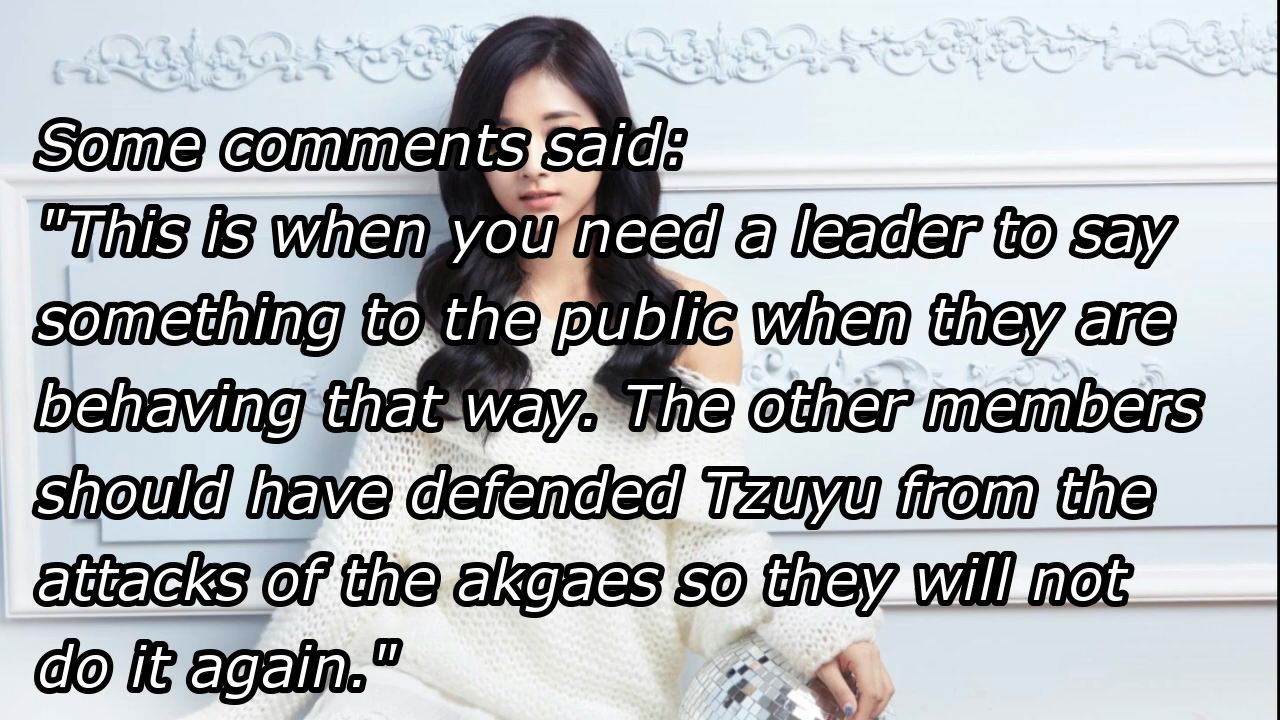 Some comments said:
"This is when you need a leader to say
something to the public when they are
behaving that way. The other members
should have defended Tzuyu from the
attacks of the akgaes so they will not
do it again."